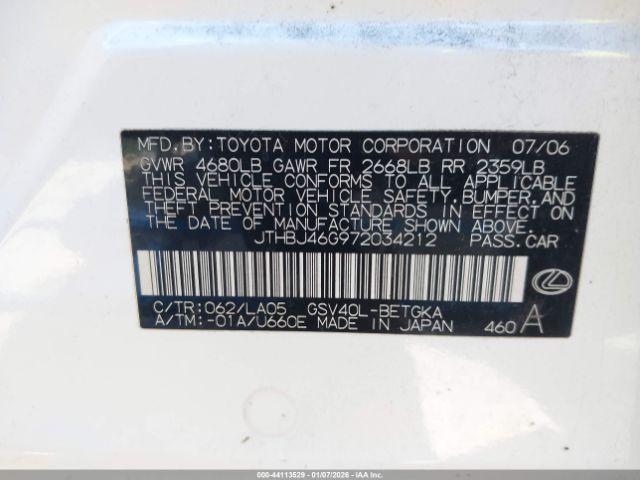 MFD. BY: TOYOTA MOTOR CORPORATION 07/06
GVWR 4680LB GAWR FR 2668LB RR 2359LB
THIS VEHICLE CONFORMS TO ALL APPLICABLE
FEDERAL MOTOR VEHICLE SAFETY, BUMPER, AND
THEFT PREVENTION STANDARDS IN EFFECT ON
THE DATE OF MANUFACTURE SHOWN ABOVE.
JTHBJ46G972034212 PASS. CAR
C/TR: 062/LA05 GSV40L-BETGKA
A/TM: -01A/U660E MADE IN JAPAN 460 A
000-44113529 - 01/07/2026 - IAAI.com